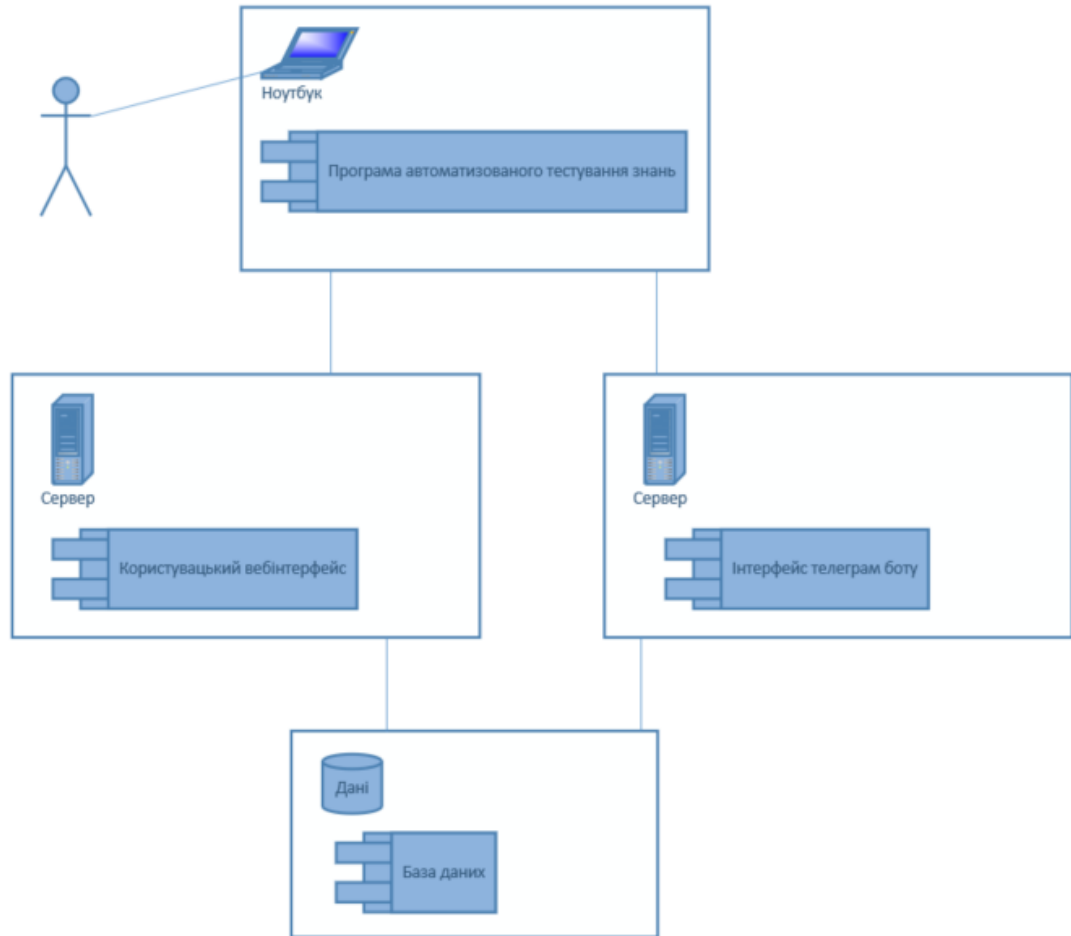 Ноутбук
Програма автоматизованого тестування знань
Сервер
Користувацький вебінтерфейс
Сервер
Інтерфейс телеграм боту
Дані
База даних